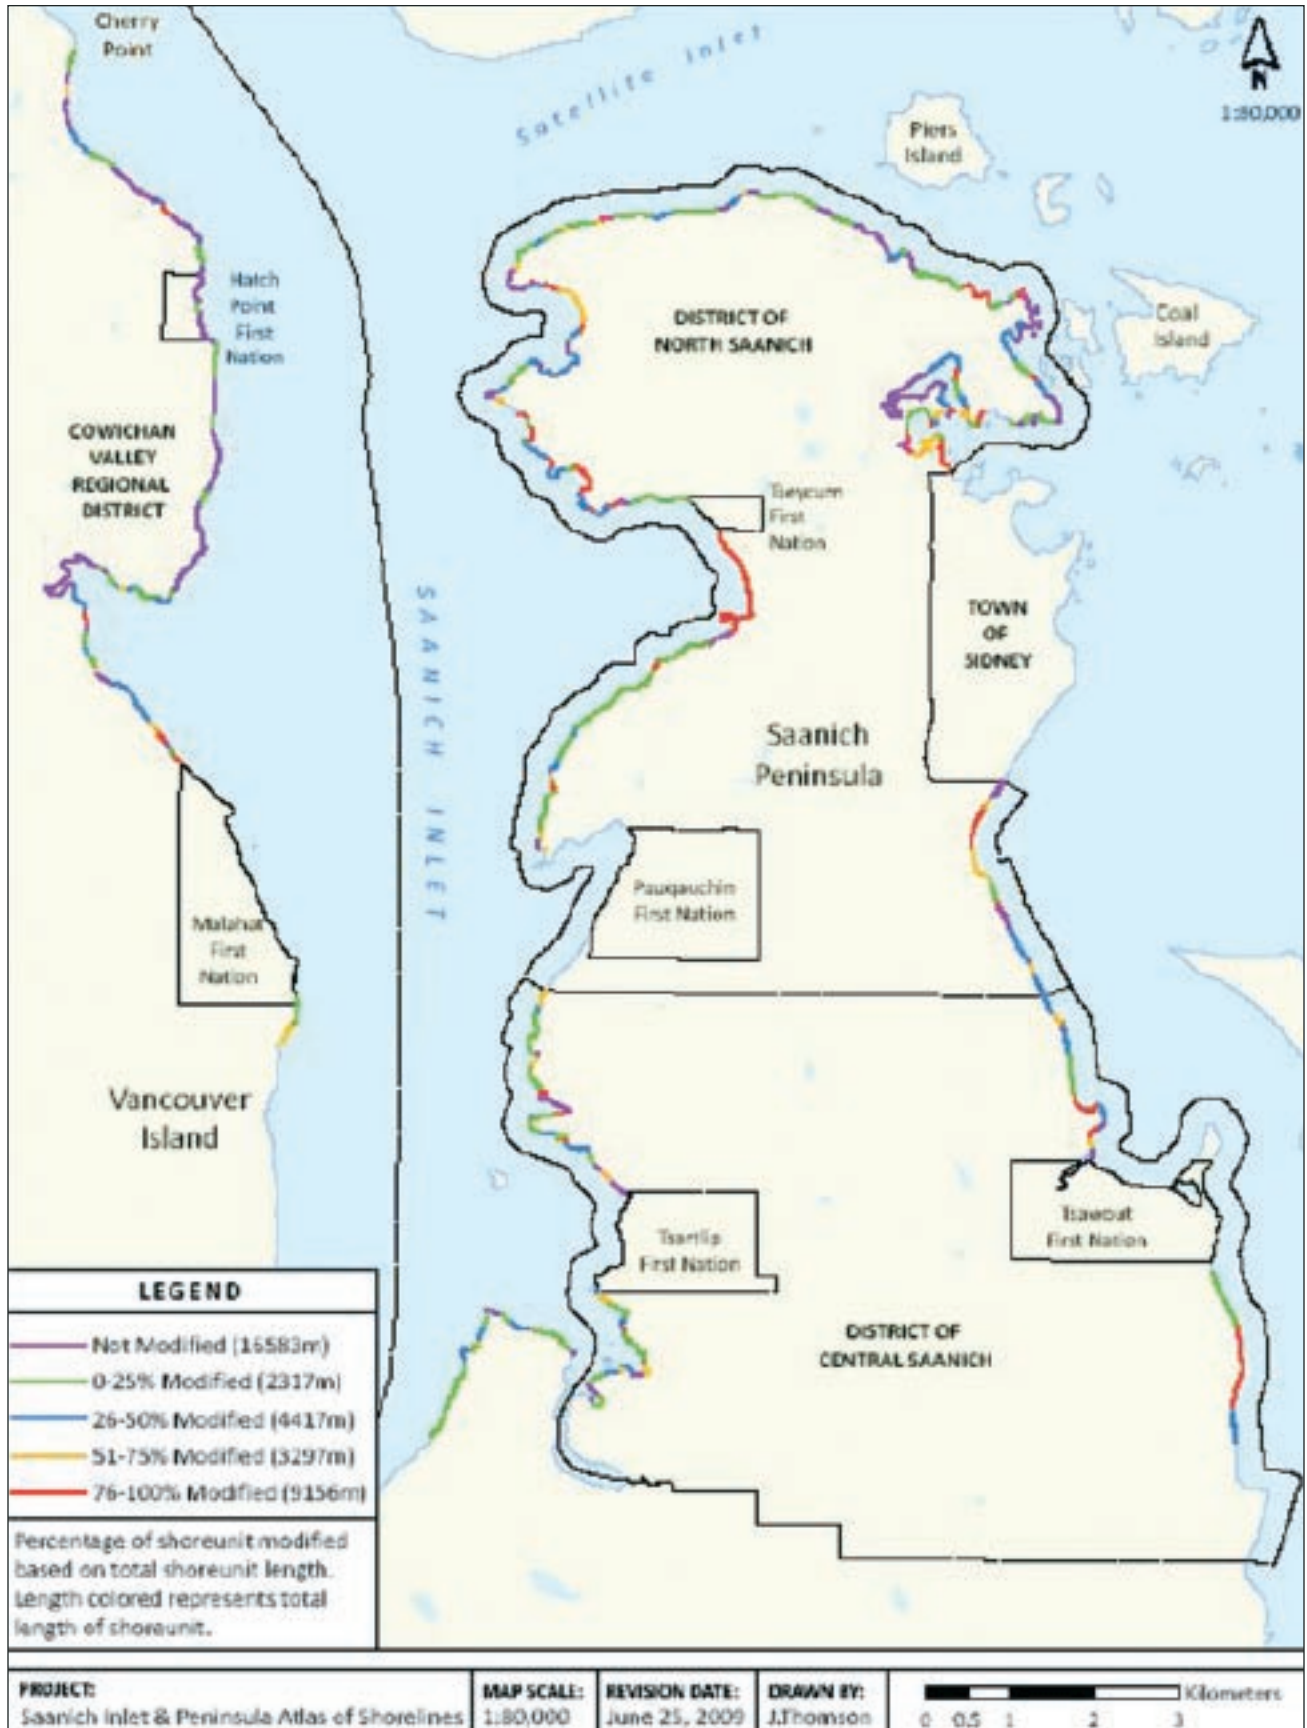 Cherry
Point
Satellite Inlet
N
1:80,000
Piers
Island
Hatch
Point
First
Nation
DISTRICT OF
NORTH SAANICH
Coal
Island
COWICHAN
VALLEY
REGIONAL
DISTRICT
Tseycum
First
Nation
SAANICH INLET
TOWN
OF
SIDNEY
Saanich
Peninsula
Pauquachin
First Nation
Malahat
First
Nation
Vancouver
Island
Tsartlip
First Nation
Tsawout
First Nation
DISTRICT OF
CENTRAL SAANICH
LEGEND
Not Modified (16583m)
0-25% Modified (2317m)
26-50% Modified (4417m)
51-75% Modified (3297m)
76-100% Modified (9156m)
Percentage of shoreunit modified
based on total shoreunit length.
Length colored represents total
length of shoreunit.
PROJECT:
Saanich Inlet & Peninsula Atlas of Shorelines
MAP SCALE:
1:80,000
REVISION DATE:
June 25, 2009
DRAWN BY:
J.Thomson
Kilometers
0 0.5 1 2 3